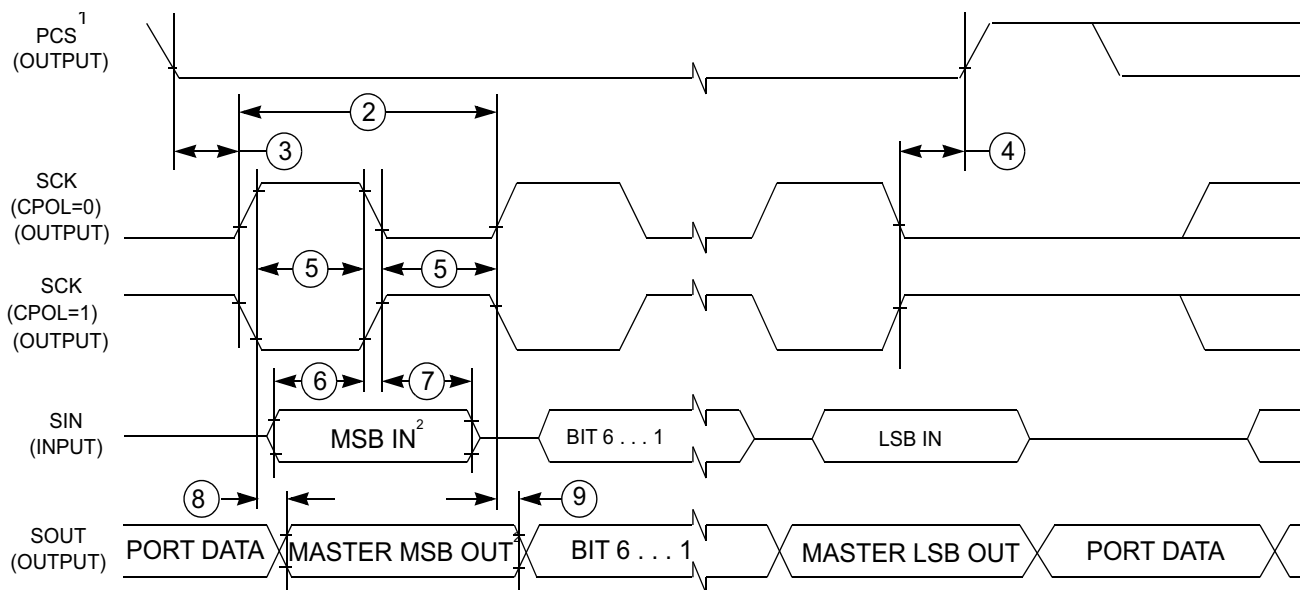 PCS1
(OUTPUT)
2
3
4
SCK
(CPOL=0)
(OUTPUT)
5
5
SCK
(CPOL=1)
(OUTPUT)
6
7
SIN
(INPUT)
MSB IN2
BIT 6 . . . 1
LSB IN
8
9
SOUT
(OUTPUT)
PORT DATA
MASTER MSB OUT2
BIT 6 . . . 1
MASTER LSB OUT
PORT DATA